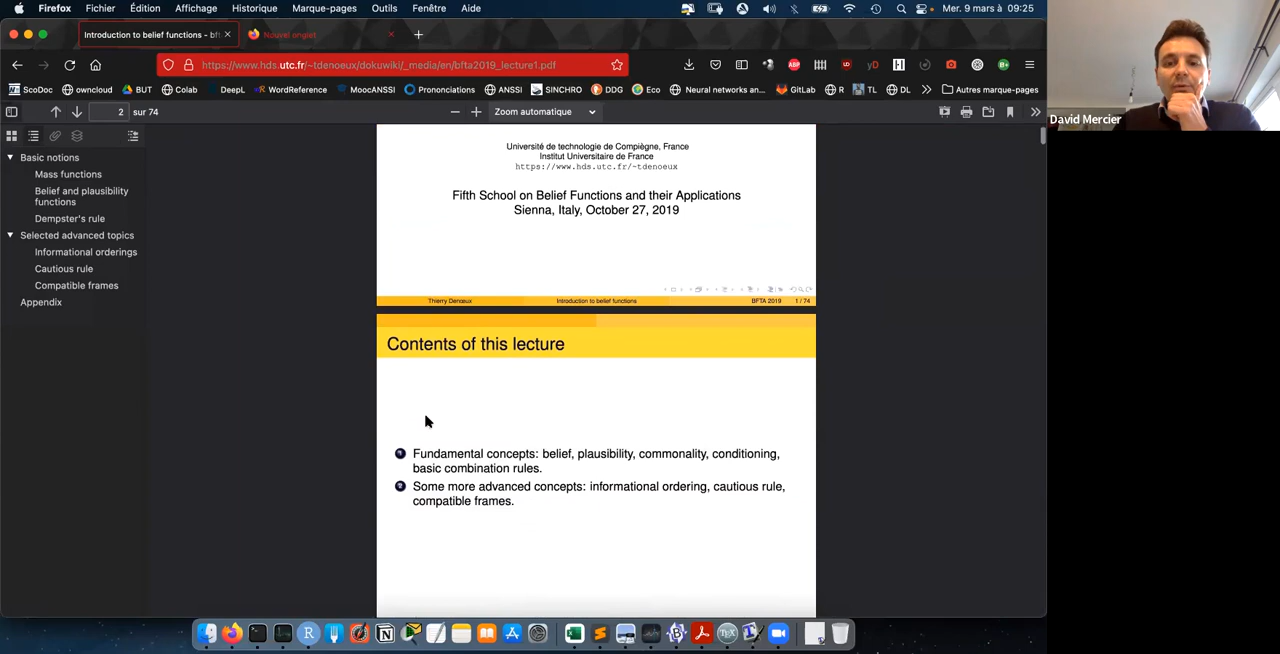 Firefox Fichier Édition Affichage Historique Marque-pages Outils Fenêtre Aide Mer. 9 mars à 09:25
Introduction to belief functions - bft × Nouvel onglet × +
https://www.hds.utc.fr/~tdenoeux/dokuwiki/_media/en/bfta2019_lecture1.pdf
ScoDoc owncloud BUT Colab DeepL WordReference MoocANSSI Prononciations ANSSI SINCHRO DDG Eco Neural networks an... GitLab R TL DL Autres marque-pages
2 sur 74 Zoom automatique
Basic notions
Mass functions
Belief and plausibility
functions
Dempster's rule
Selected advanced topics
Informational orderings
Cautious rule
Compatible frames
Appendix
Université de technologie de Compiègne, France
Institut Universitaire de France
https://www.hds.utc.fr/~tdenoeux
Fifth School on Belief Functions and their Applications
Sienna, Italy, October 27, 2019
Thierry Denœux Introduction to belief functions BFTA 2019 1 / 74
Contents of this lecture
1 Fundamental concepts: belief, plausibility, commonality, conditioning,
basic combination rules.
2 Some more advanced concepts: informational ordering, cautious rule,
compatible frames.
David Mercier